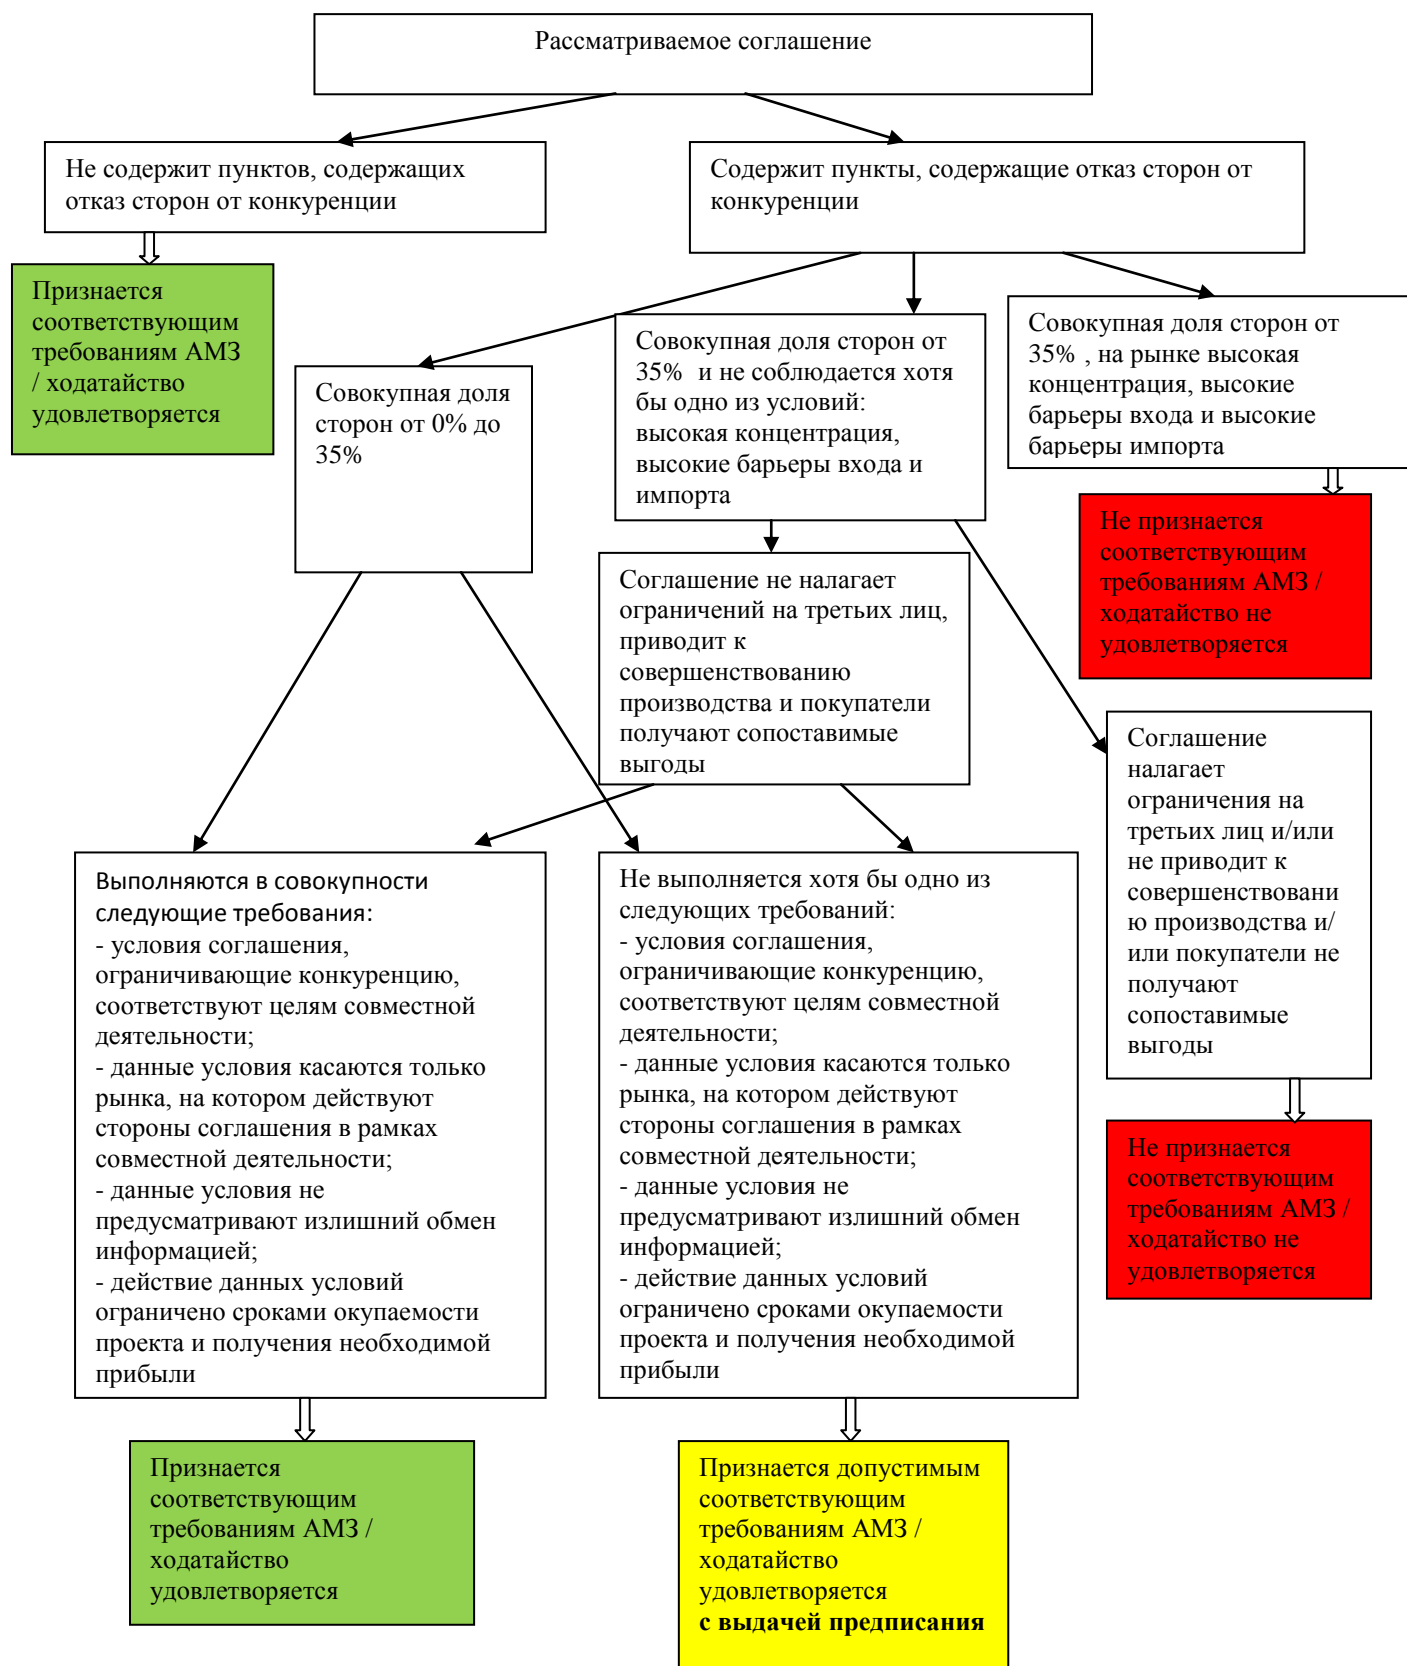 Рассматриваемое соглашение
Не содержит пунктов, содержащих
отказ сторон от конкуренции
Содержит пункты, содержащие отказ сторон от
конкуренции
Признается
соответствующим
требованиям АМЗ
/ ходатайство
удовлетворяется
Совокупная доля
сторон от 0% до
35%
Совокупная доля сторон от
35% и не соблюдается хотя
бы одно из условий:
высокая концентрация,
высокие барьеры входа и
импорта
Совокупная доля сторон от
35% , на рынке высокая
концентрация, высокие
барьеры входа и высокие
барьеры импорта
Не признается
соответствующим
требованиям АМЗ /
ходатайство не
удовлетворяется
Соглашение не налагает
ограничений на третьих лиц,
приводит к
совершенствованию
производства и покупатели
получают сопоставимые
выгоды
Соглашение
налагает
ограничения на
третьих лиц и/или
не приводит к
совершенствовани
ю производства и/
или покупатели не
получают
сопоставимые
выгоды
Выполняются в совокупности
следующие требования:
- условия соглашения,
ограничивающие конкуренцию,
соответствуют целям совместной
деятельности;
- данные условия касаются только
рынка, на котором действуют
стороны соглашения в рамках
совместной деятельности;
- данные условия не
предусматривают излишний обмен
информацией;
- действие данных условий
ограничено сроками окупаемости
проекта и получения необходимой
прибыли
Не выполняется хотя бы одно из
следующих требований:
- условия соглашения,
ограничивающие конкуренцию,
соответствуют целям совместной
деятельности;
- данные условия касаются только
рынка, на котором действуют
стороны соглашения в рамках
совместной деятельности;
- данные условия не
предусматривают излишний обмен
информацией;
- действие данных условий
ограничено сроками окупаемости
проекта и получения необходимой
прибыли
Не признается
соответствующим
требованиям АМЗ /
ходатайство не
удовлетворяется
Признается
соответствующим
требованиям АМЗ /
ходатайство
удовлетворяется
Признается допустимым
соответствующим
требованиям АМЗ /
ходатайство
удовлетворяется
с выдачей предписания